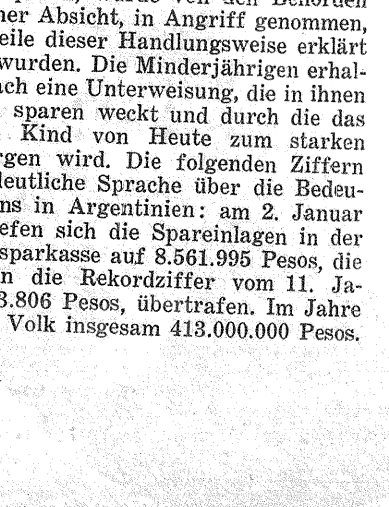 her Absicht, in Angriff genommen,
eile dieser Handlungsweise erklärt
wurden. Die Minderjährigen erhal-
ach eine Unterweisung, die in ihnen
sparen weckt und durch die das
Kind von Heute zum starken
rgen wird. Die folgenden Ziffern
deutliche Sprache über die Bedeu-
ns in Argentinien: am 2. Januar
efen sich die Spareinlagen in der
sparkasse auf 8.561.995 Pesos, die
n die Rekordziffer vom 11. Ja-
3.806 Pesos, übertrafen. Im Jahre
Volk insgesamt 413.000.000 Pesos.